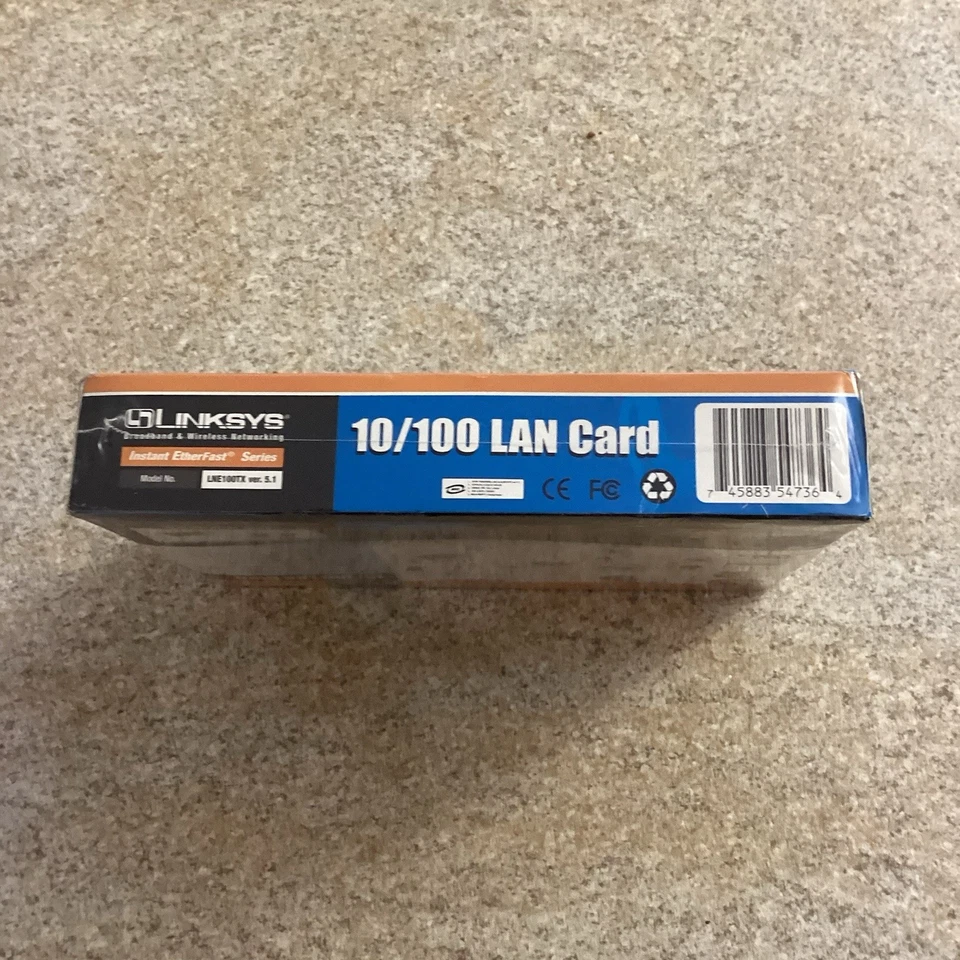 LINKSYS®
Broadband & Wireless Networking
Instant EtherFast® Series
Model No. LNE100TX ver. 5.1
10/100 LAN Card
CE FC
7 45883 54736 4